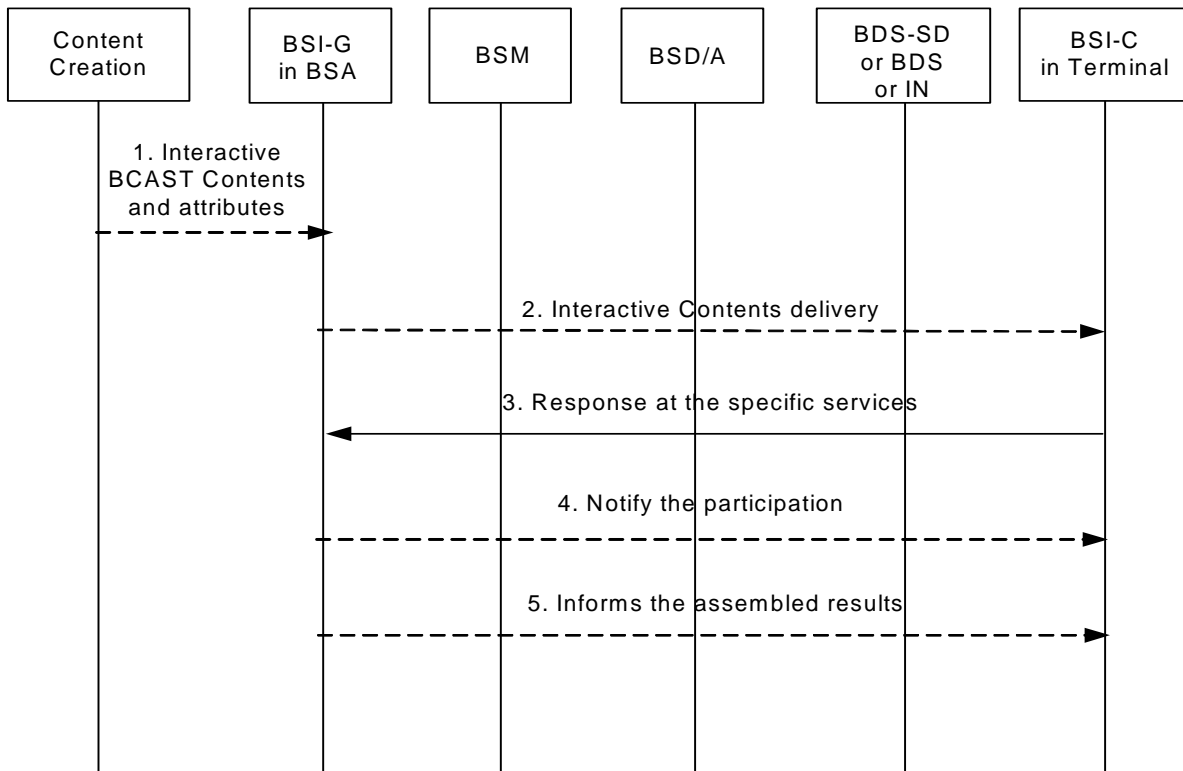 Content
Creation
BSI-G
in BSA
BSM
BSD/A
BDS-SD
or BDS
or IN
BSI-C
in Terminal
1. Interactive
BCAST Contents
and attributes
2. Interactive Contents delivery
3. Response at the specific services
4. Notify the participation
5. Informs the assembled results